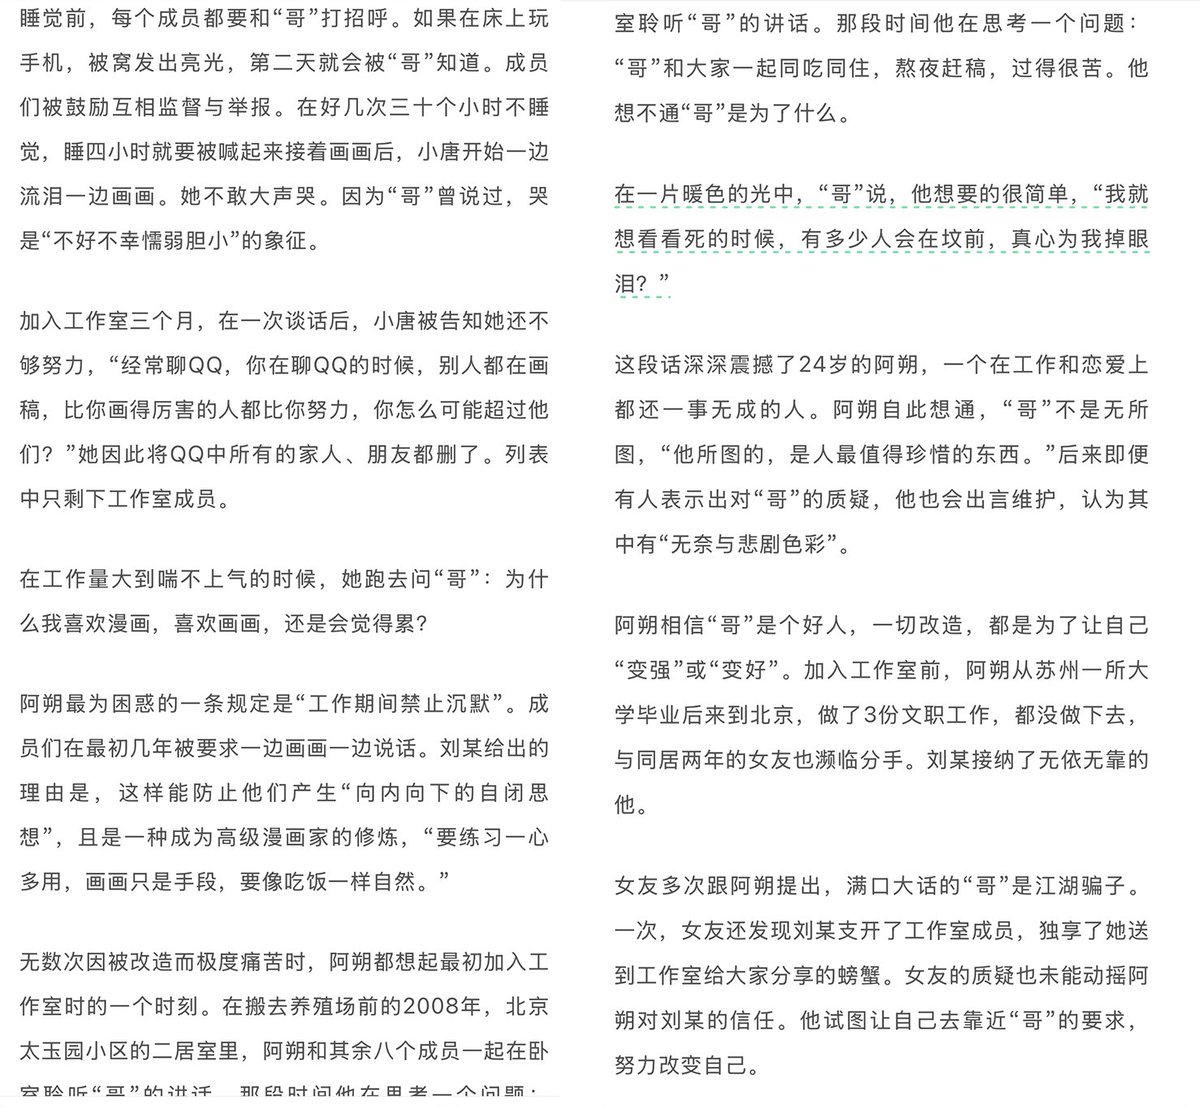 睡觉前，每个成员都要和“哥”打招呼。如果在床上玩
手机，被窝发出亮光，第二天就会被“哥”知道。成员
们被鼓励互相监督与举报。在好几次三十个小时不睡
觉，睡四小时就要被喊起来接着画画后，小唐开始一边
流泪一边画画。她不敢大声哭。因为“哥”曾说过，哭
是“不好不幸懦弱胆小”的象征。
加入工作室三个月，在一次谈话后，小唐被告知她还不
够努力，“经常聊QQ，你在聊QQ的时候，别人都在画
稿，比你画得厉害的人都比你努力，你怎么可能超过他
们？”她因此将QQ中所有的家人、朋友都删了。列表
中只剩下工作室成员。
在工作量大到喘不上气的时候，她跑去问“哥”：为什
么我喜欢漫画，喜欢画画，还是会觉得累？
阿朔最为困惑的一条规定是“工作期间禁止沉默”。成
员们在最初几年被要求一边画画一边说话。刘某给出的
理由是，这样能防止他们产生“向内向下的自闭思
想”，且是一种成为高级漫画家的修炼，“要练习一心
多用，画画只是手段，要像吃饭一样自然。”
无数次因被改造而极度痛苦时，阿朔都想起最初加入工
作室时的一个时刻。在搬去养殖场前的2008年，北京
太玉园小区的二居室里，阿朔和其余八个成员一起在卧
室聆听“哥”的讲话。那段时间他在思考一个问题：
室聆听“哥”的讲话。那段时间他在思考一个问题：
“哥”和大家一起同吃同住，熬夜赶稿，过得很苦。他
想不通“哥”是为了什么。
在一片暖色的光中，“哥”说，他想要的很简单，“我就
想看看死的时候，有多少人会在坟前，真心为我掉眼
泪？”
这段话深深震撼了24岁的阿朔，一个在工作和恋爱上
都还一事无成的人。阿朔自此想通，“哥”不是无所
图，“他所图的，是人最值得珍惜的东西。”后来即便
有人表示出对“哥”的质疑，他也会出言维护，认为其
中有“无奈与悲剧色彩”。
阿朔相信“哥”是个好人，一切改造，都是为了让自己
“变强”或“变好”。加入工作室前，阿朔从苏州一所大
学毕业后来到北京，做了3份文职工作，都没做下去，
与同居两年的女友也濒临分手。刘某接纳了无依无靠的
他。
女友多次跟阿朔提出，满口大话的“哥”是江湖骗子。
一次，女友还发现刘某支开了工作室成员，独享了她送
到工作室给大家分享的螃蟹。女友的质疑也未能动摇阿
朔对刘某的信任。他试图让自己去靠近“哥”的要求，
努力改变自己。